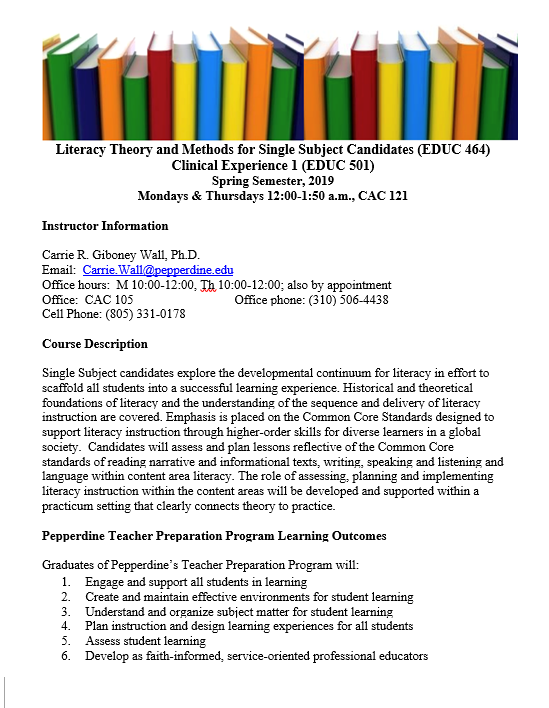 Literacy Theory and Methods for Single Subject Candidates (EDUC 464)
Clinical Experience 1 (EDUC 501)
Spring Semester, 2019
Mondays & Thursdays 12:00-1:50 a.m., CAC 121
Instructor Information
Carrie R. Giboney Wall, Ph.D.
Email: Carrie.Wall@pepperdine.edu
Office hours: M 10:00-12:00, Th 10:00-12:00; also by appointment
Office: CAC 105 Office phone: (310) 506-4438
Cell Phone: (805) 331-0178
Course Description
Single Subject candidates explore the developmental continuum for literacy in effort to
scaffold all students into a successful learning experience. Historical and theoretical
foundations of literacy and the understanding of the sequence and delivery of literacy
instruction are covered. Emphasis is placed on the Common Core Standards designed to
support literacy instruction through higher-order skills for diverse learners in a global
society. Candidates will assess and plan lessons reflective of the Common Core
standards of reading narrative and informational texts, writing, speaking and listening and
language within content area literacy. The role of assessing, planning and implementing
literacy instruction within the content areas will be developed and supported within a
practicum setting that clearly connects theory to practice.
Pepperdine Teacher Preparation Program Learning Outcomes
Graduates of Pepperdine's Teacher Preparation Program will:
1. Engage and support all students in learning
2. Create and maintain effective environments for student learning
3. Understand and organize subject matter for student learning
4. Plan instruction and design learning experiences for all students
5. Assess student learning
6. Develop as faith-informed, service-oriented professional educators